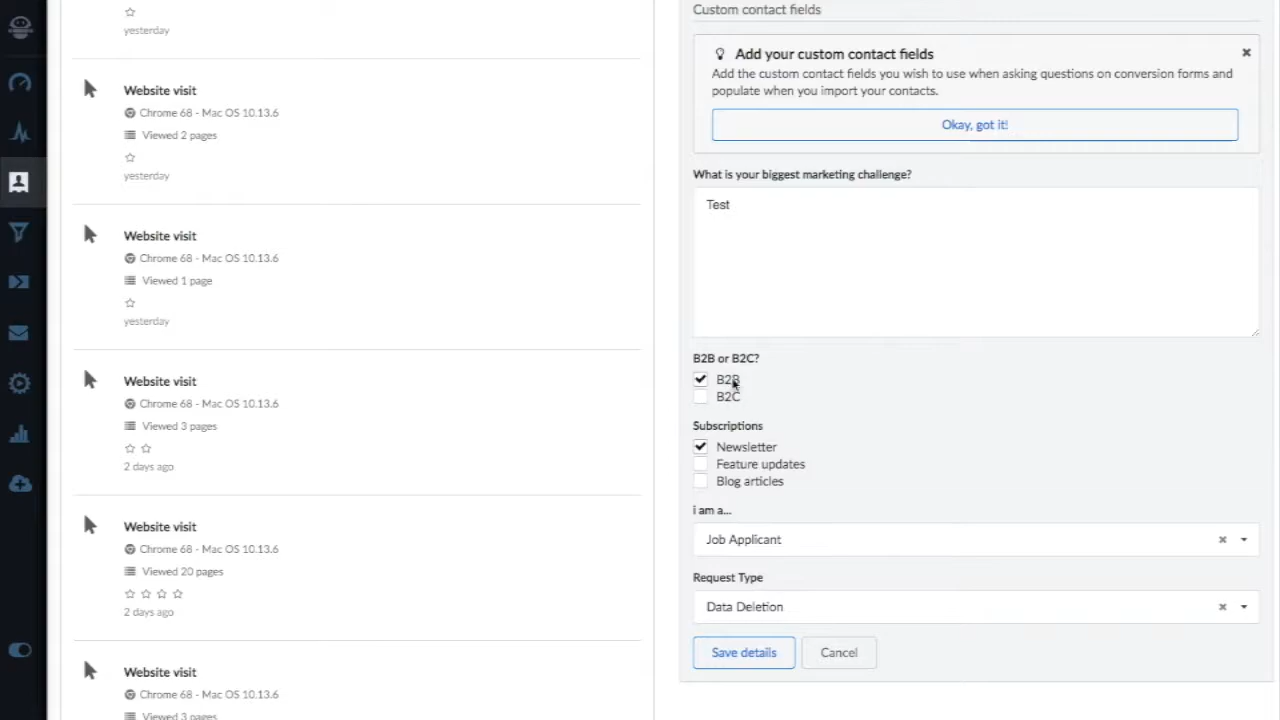 yesterday
Website visit
Chrome 68 - Mac OS 10.13.6
Viewed 2 pages
yesterday
Website visit
Chrome 68 - Mac OS 10.13.6
Viewed 1 page
yesterday
Website visit
Chrome 68 - Mac OS 10.13.6
Viewed 3 pages
2 days ago
Website visit
Chrome 68 - Mac OS 10.13.6
Viewed 20 pages
2 days ago
Website visit
Chrome 68 - Mac OS 10.13.6
Viewed 3 pages
Custom contact fields
Add your custom contact fields
Add the custom contact fields you wish to use when asking questions on conversion forms and
populate when you import your contacts.
Okay, got it!
What is your biggest marketing challenge?
Test
B2B or B2C?
B2B
B2C
Subscriptions
Newsletter
Feature updates
Blog articles
i am a...
Job Applicant
Request Type
Data Deletion
Save details
Cancel